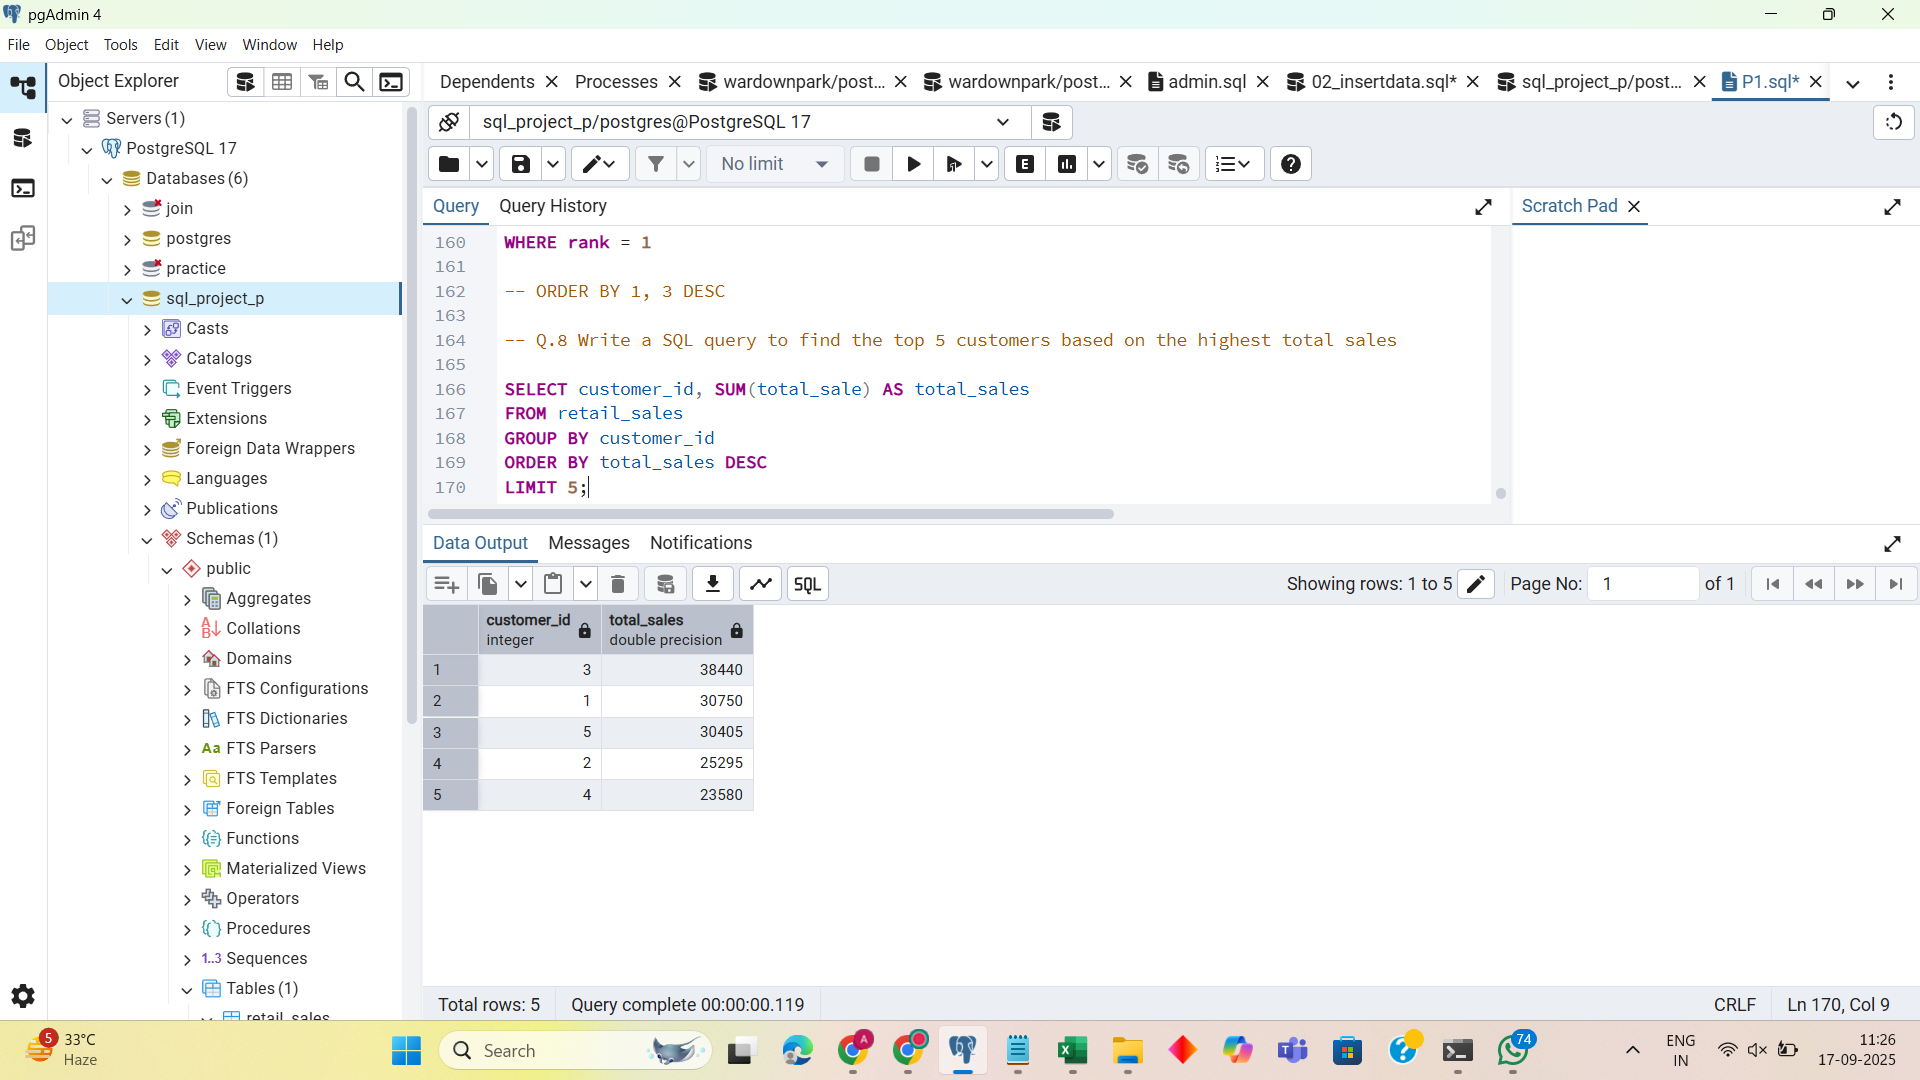 pgAdmin 4
File Object Tools Edit View Window Help
Object Explorer
Dependents Processes wardownpark/post... wardownpark/post... admin.sql 02_insertdata.sql* sql_project_p/post... P1.sql*
Servers (1)
PostgreSQL 17
Databases (6)
join
postgres
practice
sql_project_p
Casts
Catalogs
Event Triggers
Extensions
Foreign Data Wrappers
Languages
Publications
Schemas (1)
public
Aggregates
Collations
Domains
FTS Configurations
FTS Dictionaries
Aa FTS Parsers
FTS Templates
Foreign Tables
Functions
Materialized Views
Operators
Procedures
1..3 Sequences
Tables (1)
retail_sales
sql_project_p/postgres@PostgreSQL 17
No limit
E
Query Query History
Scratch Pad
160 WHERE rank = 1
161
162 -- ORDER BY 1, 3 DESC
163
164 -- Q.8 Write a SQL query to find the top 5 customers based on the highest total sales
165
166 SELECT customer_id, SUM(total_sale) AS total_sales
167 FROM retail_sales
168 GROUP BY customer_id
169 ORDER BY total_sales DESC
170 LIMIT 5;
Data Output Messages Notifications
SQL
Showing rows: 1 to 5 Page No: 1 of 1
customer_id total_sales
integer double precision
1 3 38440
2 1 30750
3 5 30405
4 2 25295
5 4 23580
Total rows: 5 Query complete 00:00:00.119 CRLF Ln 170, Col 9
5 33°C
Haze
Search
A
74
ENG
IN
11:26
17-09-2025